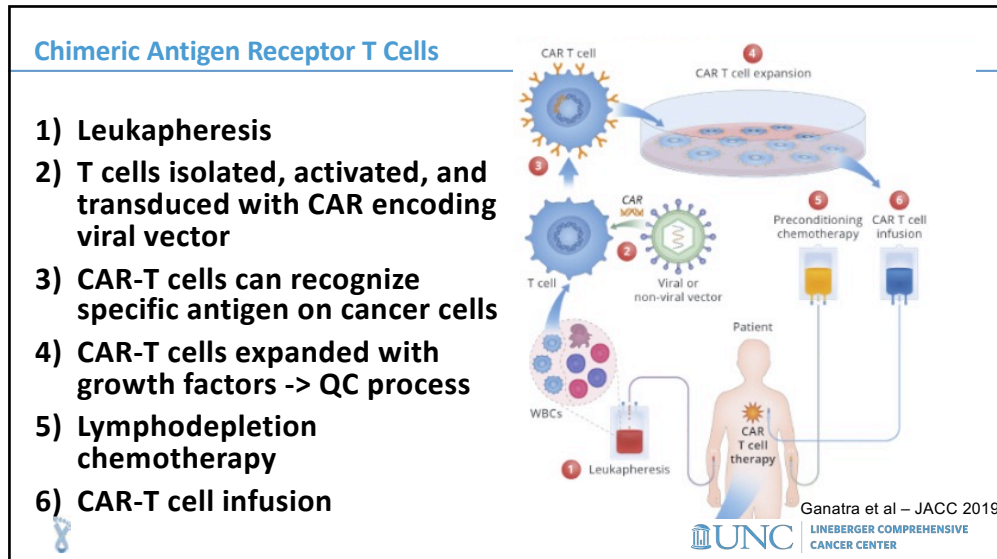 Chimeric Antigen Receptor T Cells
1) Leukapheresis
2) T cells isolated, activated, and
transduced with CAR encoding
viral vector
3) CAR-T cells can recognize
specific antigen on cancer cells
4) CAR-T cells expanded with
growth factors -> QC process
5) Lymphodepletion
chemotherapy
6) CAR-T cell infusion
CAR T cell
4
CAR T cell expansion
3
CAR
2
T cell
Viral or
non-viral vector
5
Preconditioning
chemotherapy
6
CAR T cell
infusion
WBCs
1 Leukapheresis
Patient
CAR
T cell
therapy
Ganatra et al – JACC 2019
UNC
LINEBERGER COMPREHENSIVE
CANCER CENTER